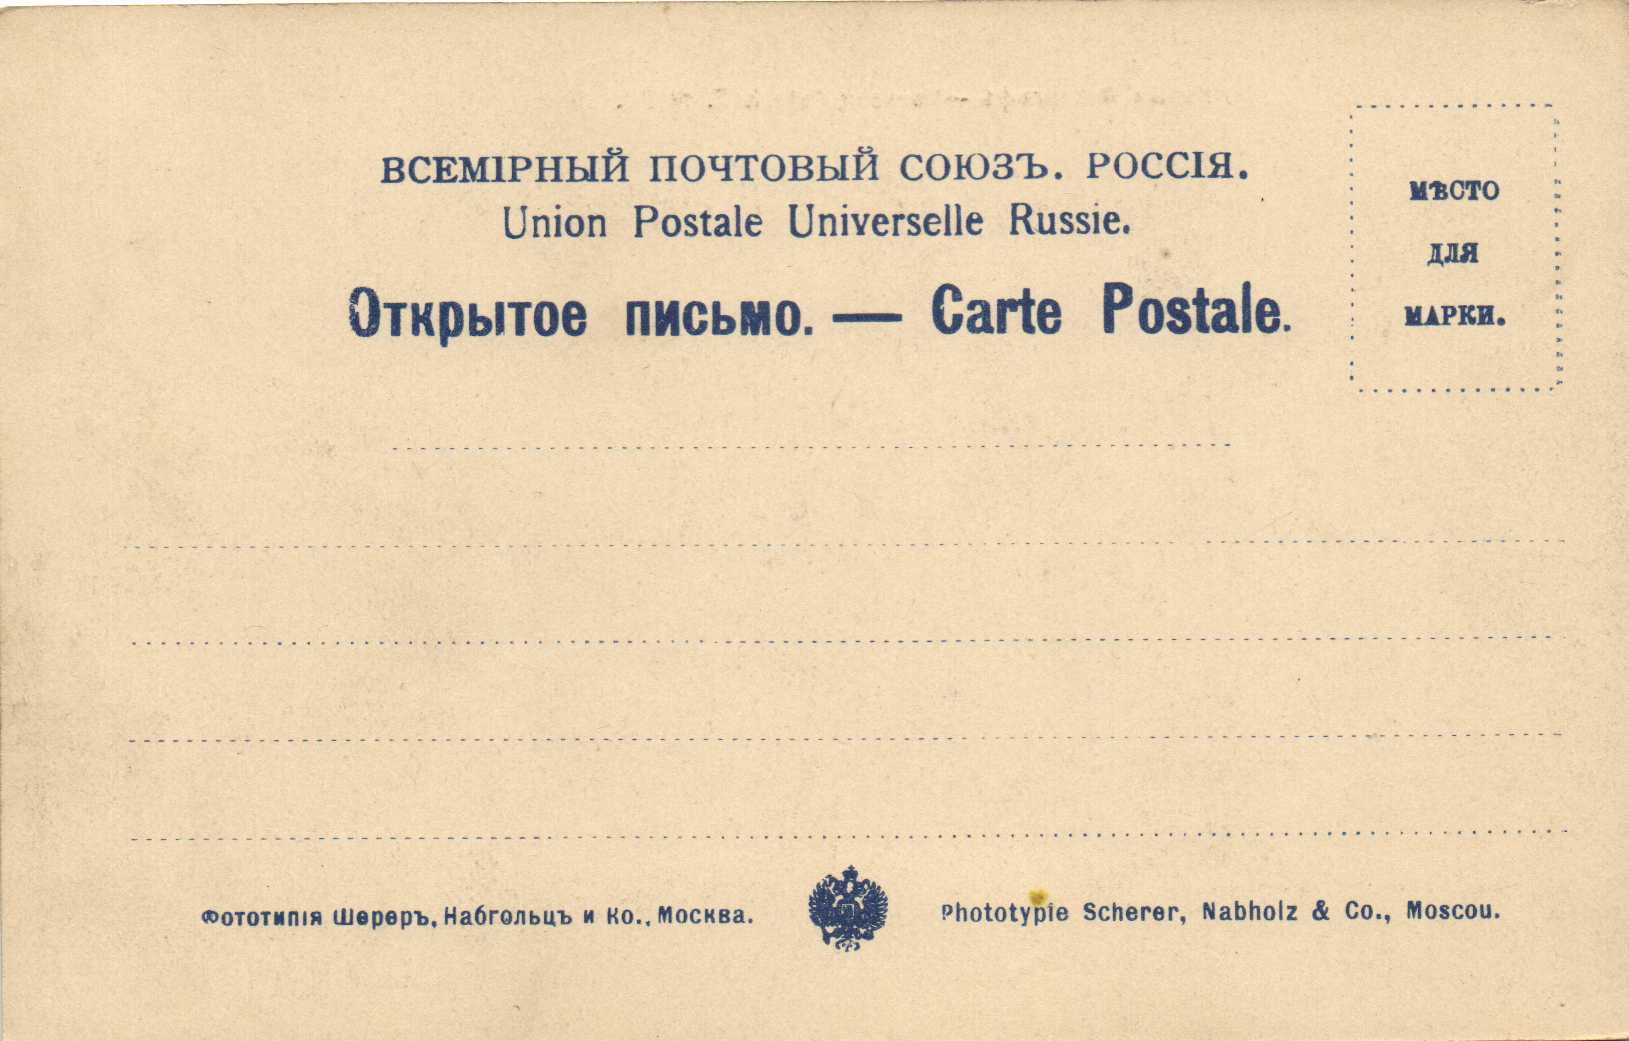 ВСЕМІРНЫЙ ПОЧТОВЫЙ СОЮЗЪ. РОССІЯ.
Union Postale Universelle Russie.
Открытое письмо. — Carte Postale.
МѢСТО
ДЛЯ
МАРКИ.
Фототипія Шереръ, Набгольцъ и Ко., Москва.
Phototypie Scherer, Nabholz & Co., Moscou.